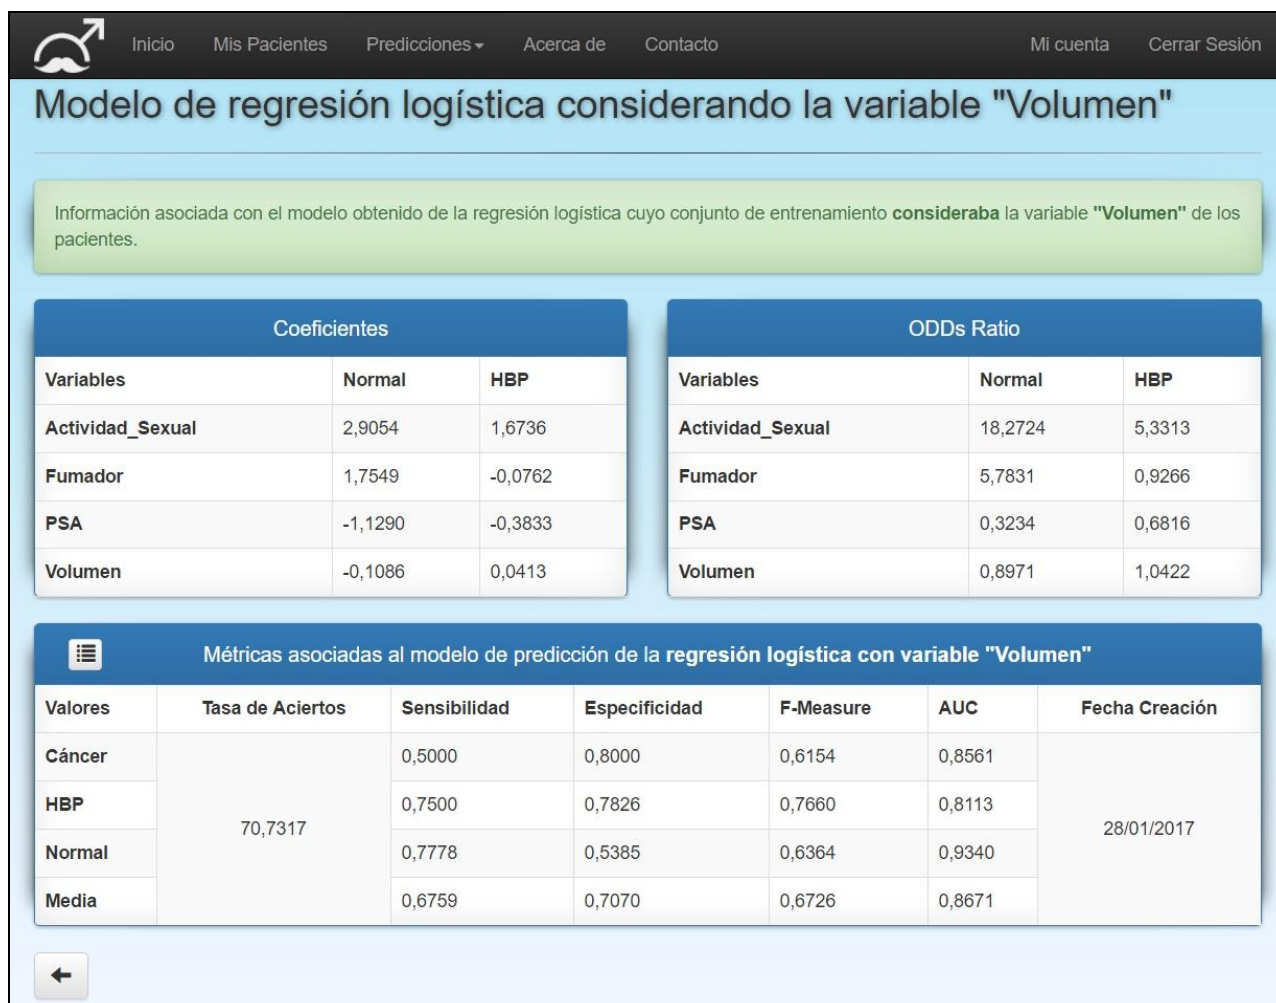 Inicio Mis Pacientes Predicciones Acerca de Contacto Mi cuenta Cerrar Sesión
Modelo de regresión logística considerando la variable "Volumen"
Información asociada con el modelo obtenido de la regresión logística cuyo conjunto de entrenamiento consideraba la variable "Volumen" de los
pacientes.
Coeficientes
Variables Normal HBP
Actividad_Sexual 2,9054 1,6736
Fumador 1,7549 -0,0762
PSA -1,1290 -0,3833
Volumen -0,1086 0,0413
ODDs Ratio
Variables Normal HBP
Actividad_Sexual 18,2724 5,3313
Fumador 5,7831 0,9266
PSA 0,3234 0,6816
Volumen 0,8971 1,0422
Métricas asociadas al modelo de predicción de la regresión logística con variable "Volumen"
Valores Tasa de Aciertos Sensibilidad Especificidad F-Measure AUC Fecha Creación
Cáncer 0,5000 0,8000 0,6154 0,8561
HBP 0,7500 0,7826 0,7660 0,8113
70,7317 28/01/2017
Normal 0,7778 0,5385 0,6364 0,9340
Media 0,6759 0,7070 0,6726 0,8671